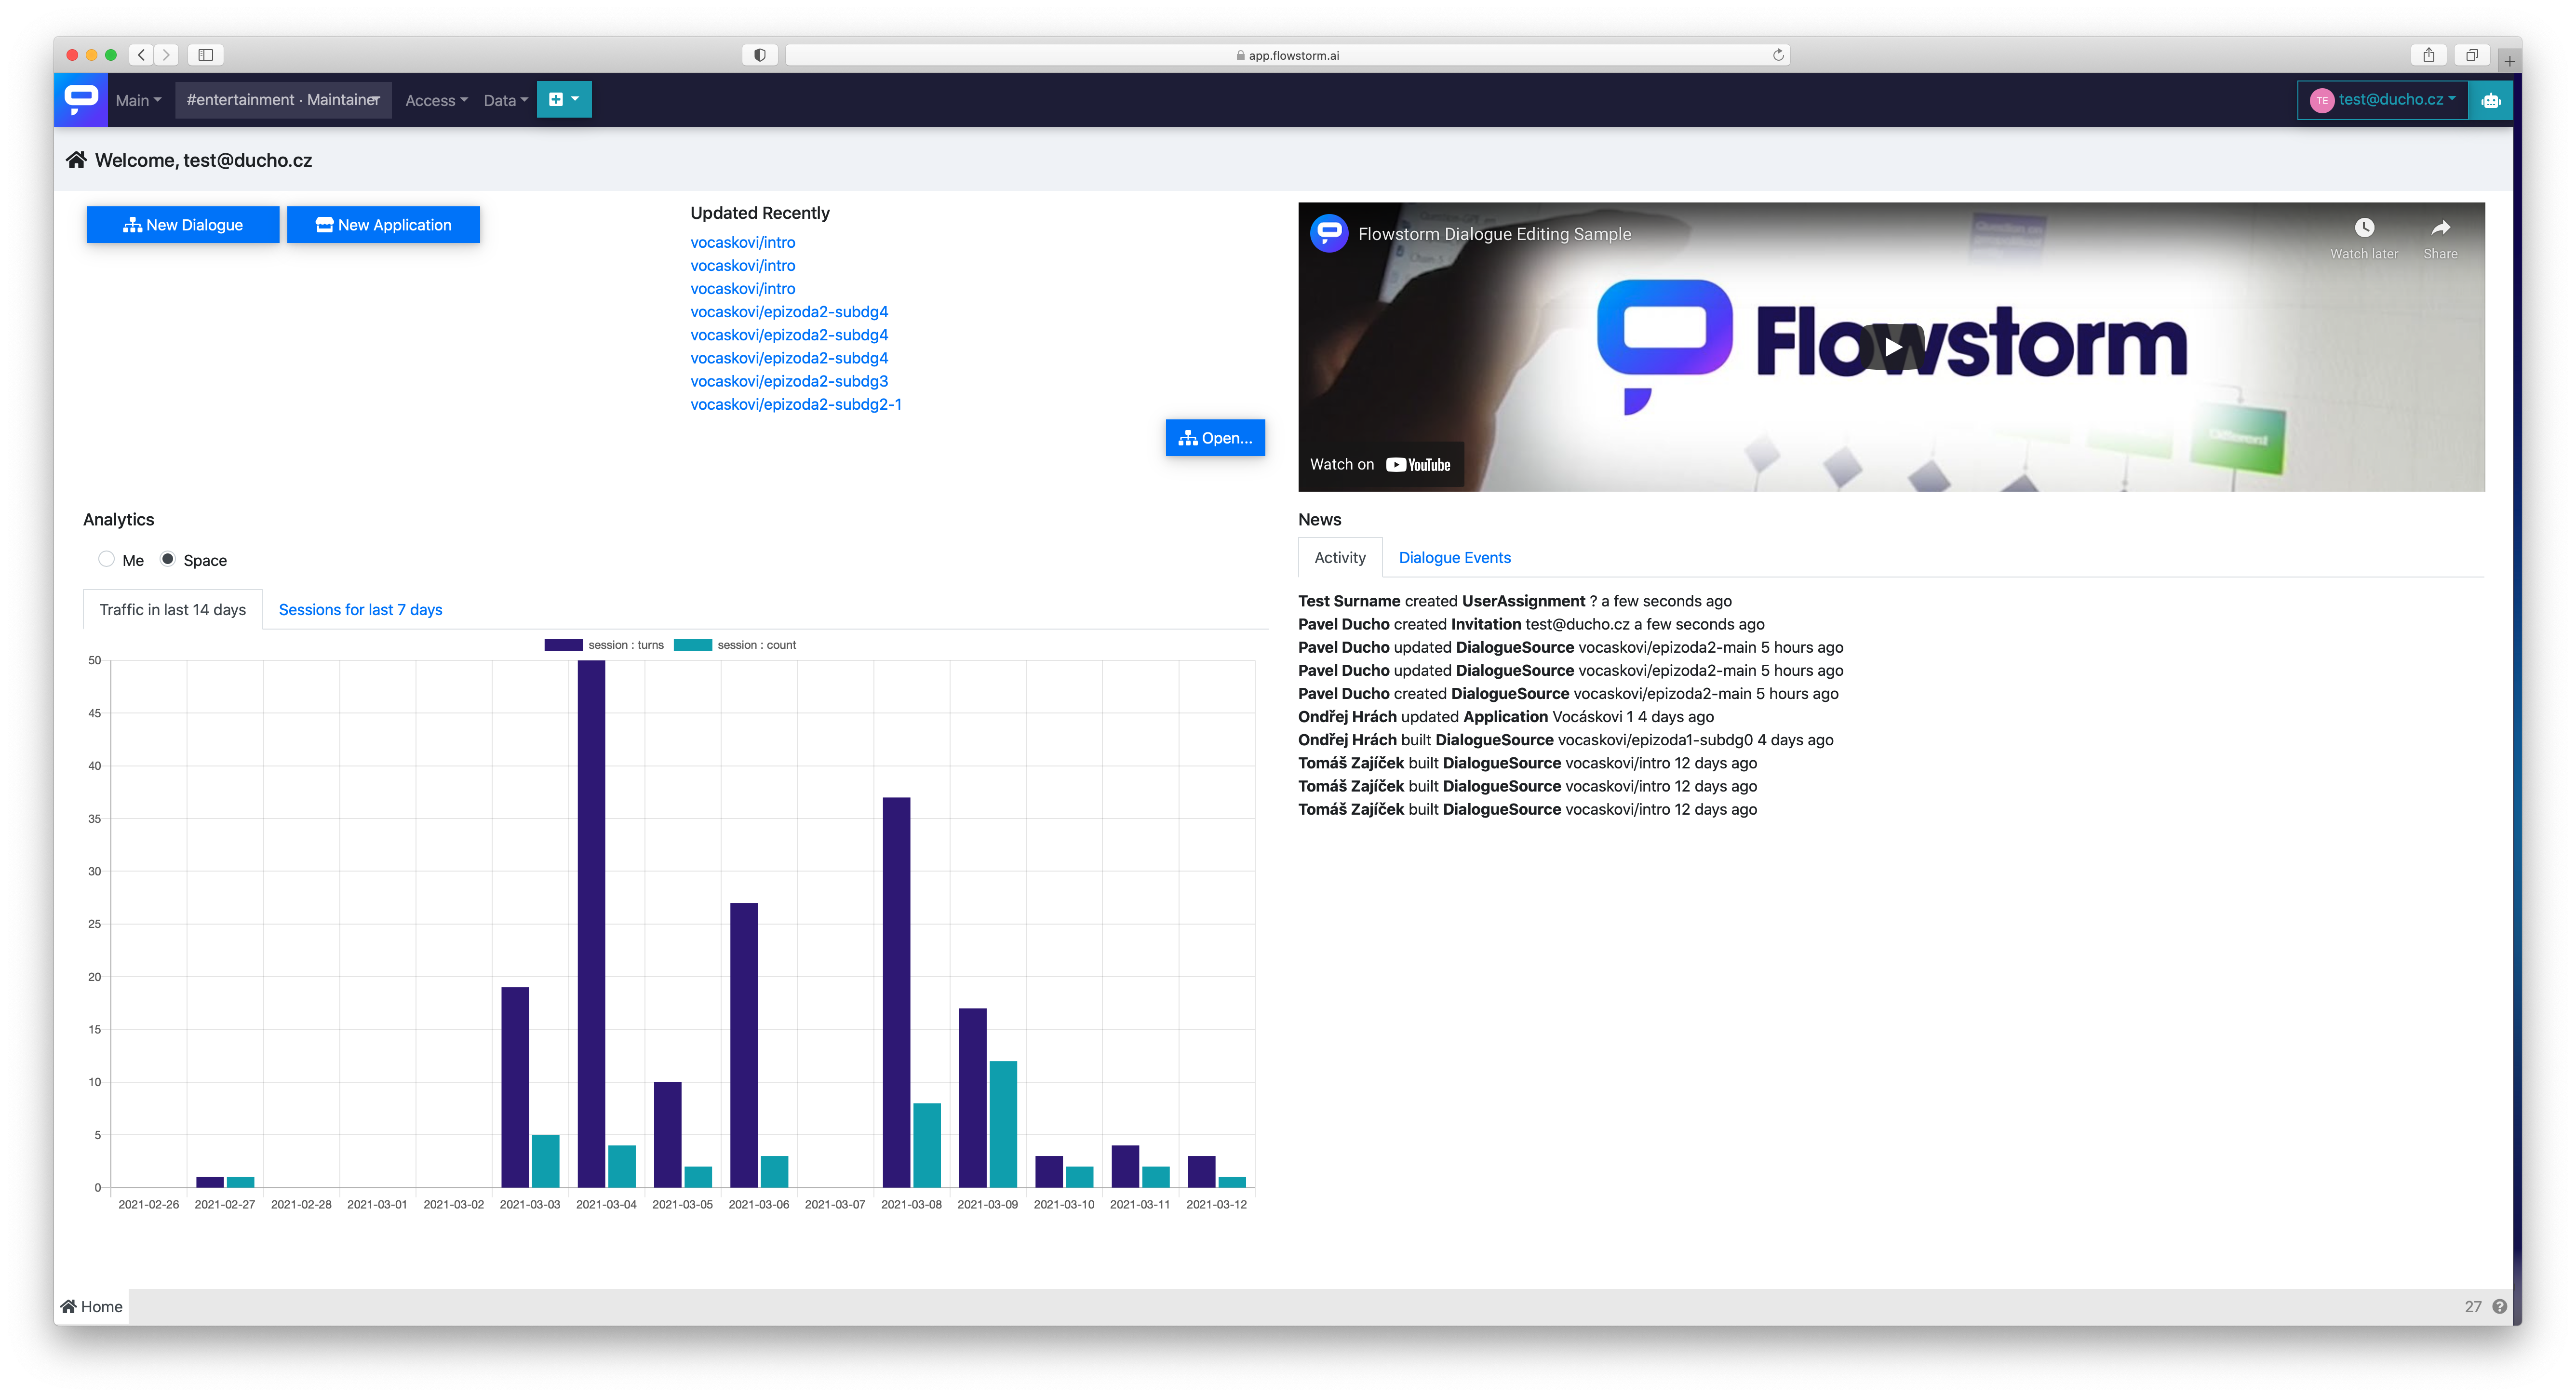 app.flowstorm.ai
Main
#entertainment · Maintainer
Access
Data
TE test@ducho.cz
Welcome, test@ducho.cz
New Dialogue
New Application
Updated Recently
vocaskovi/intro
vocaskovi/intro
vocaskovi/intro
vocaskovi/epizoda2-subdg4
vocaskovi/epizoda2-subdg4
vocaskovi/epizoda2-subdg4
vocaskovi/epizoda2-subdg3
vocaskovi/epizoda2-subdg2-1
Open...
Flowstorm Dialogue Editing Sample
Watch later
Share
Flowstorm
Different
Watch on YouTube
Analytics
Me
Space
Traffic in last 14 days
Sessions for last 7 days
session : turns
session : count
50
45
40
35
30
25
20
15
10
5
0
2021-02-26
2021-02-27
2021-02-28
2021-03-01
2021-03-02
2021-03-03
2021-03-04
2021-03-05
2021-03-06
2021-03-07
2021-03-08
2021-03-09
2021-03-10
2021-03-11
2021-03-12
News
Activity
Dialogue Events
Test Surname created UserAssignment ? a few seconds ago
Pavel Ducho created Invitation test@ducho.cz a few seconds ago
Pavel Ducho updated DialogueSource vocaskovi/epizoda2-main 5 hours ago
Pavel Ducho updated DialogueSource vocaskovi/epizoda2-main 5 hours ago
Pavel Ducho created DialogueSource vocaskovi/epizoda2-main 5 hours ago
Ondřej Hrách updated Application Vocáskovi 1 4 days ago
Ondřej Hrách built DialogueSource vocaskovi/epizoda1-subdg0 4 days ago
Tomáš Zajíček built DialogueSource vocaskovi/intro 12 days ago
Tomáš Zajíček built DialogueSource vocaskovi/intro 12 days ago
Tomáš Zajíček built DialogueSource vocaskovi/intro 12 days ago
Home
27